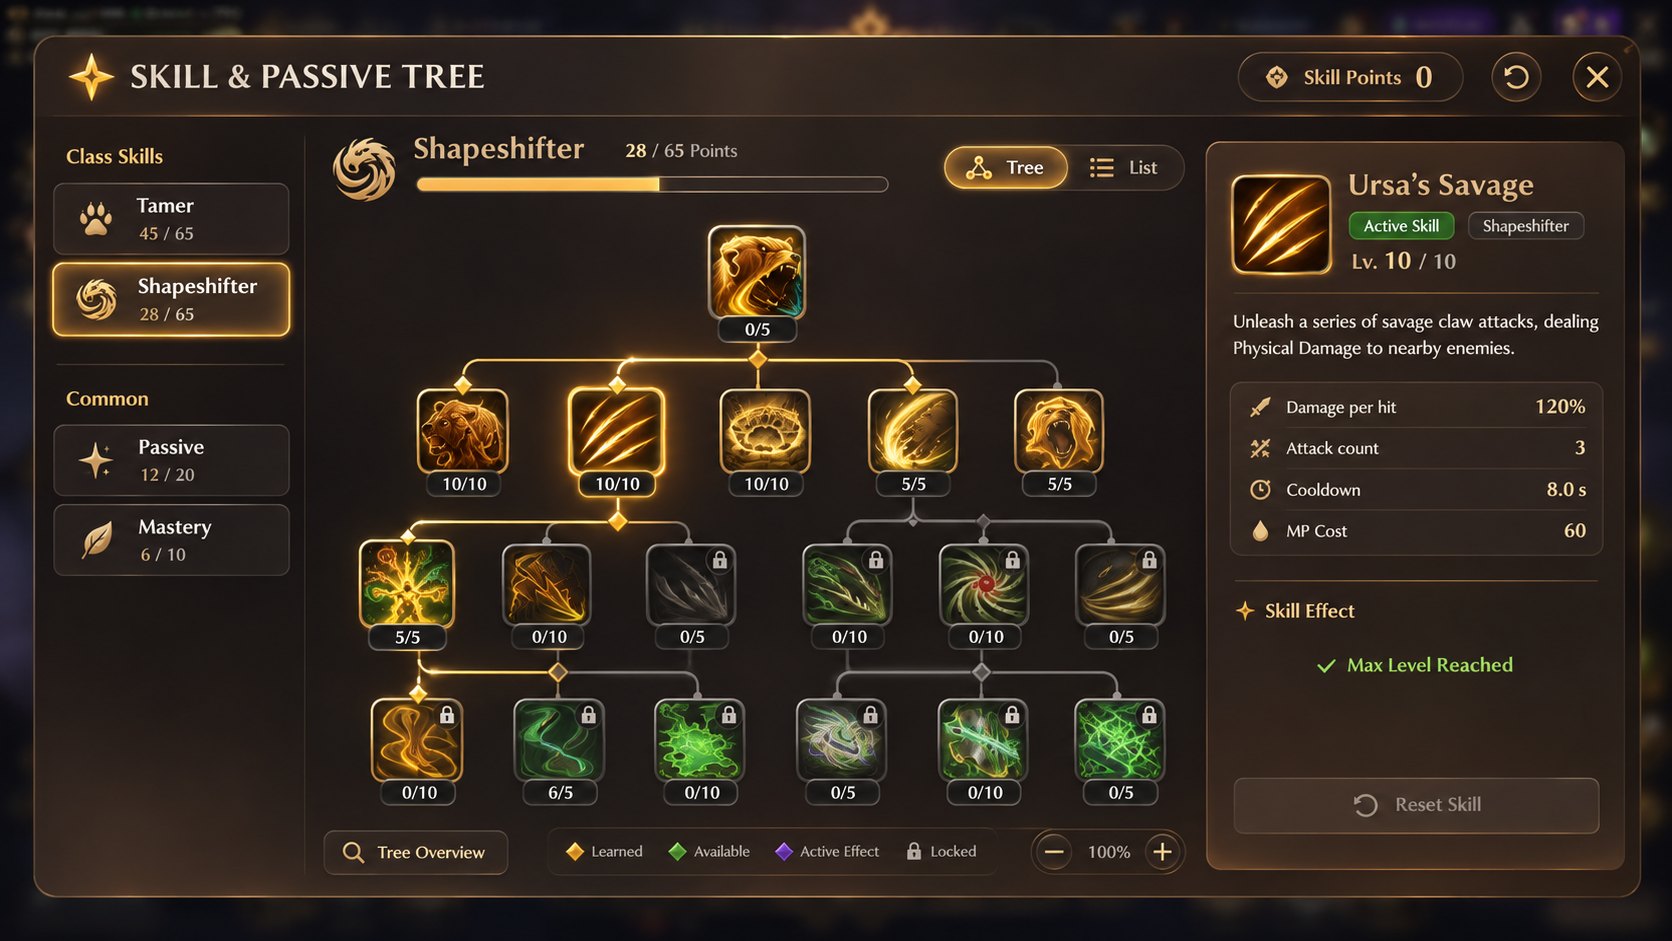 SKILL & PASSIVE TREE
Skill Points 0
Class Skills
Tamer
45 / 65
Shapeshifter
28 / 65
Common
Passive
12 / 20
Mastery
6 / 10
Shapeshifter 28 / 65 Points
Tree
List
0/5
10/10
10/10
10/10
5/5
5/5
5/5
0/10
0/5
0/10
0/10
0/5
0/10
6/5
0/10
0/5
0/10
0/5
Tree Overview
Learned
Available
Active Effect
Locked
100%
Ursa's Savage
Active Skill
Shapeshifter
Lv. 10 / 10
Unleash a series of savage claw attacks, dealing
Physical Damage to nearby enemies.
Damage per hit 120%
Attack count 3
Cooldown 8.0 s
MP Cost 60
Skill Effect
Max Level Reached
Reset Skill